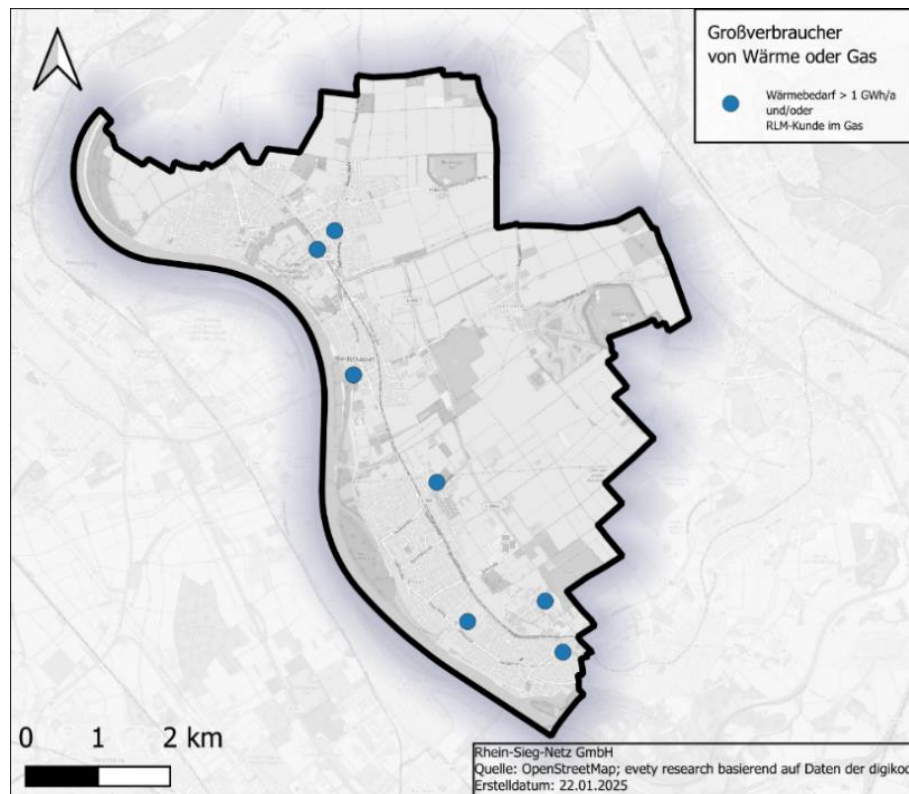 Großverbraucher
von Wärme oder Gas
Wärmebedarf > 1 GWh/a
und/oder
RLM-Kunde im Gas
0 1 2 km
Rhein-Sieg-Netz GmbH
Quelle: OpenStreetMap; evety research basierend auf Daten der digikoo
Erstelldatum: 22.01.2025